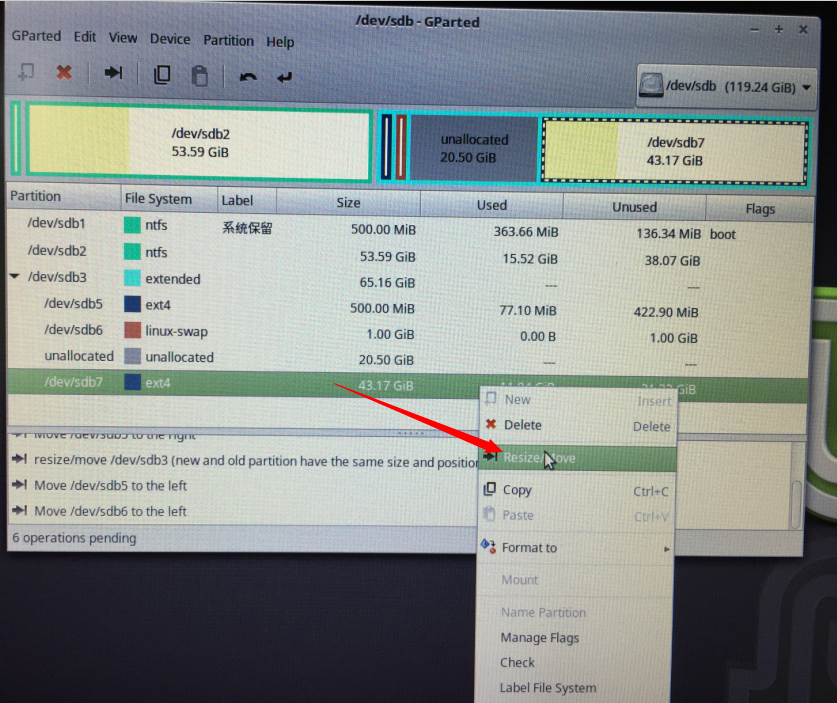 /dev/sdb - GParted
GParted Edit View Device Partition Help
/dev/sdb (119.24 GiB)
/dev/sdb2
53.59 GiB
unallocated
20.50 GiB
/dev/sdb7
43.17 GiB
Partition File System Label Size Used Unused Flags
/dev/sdb1 ntfs 系统保留 500.00 MiB 363.66 MiB 136.34 MiB boot
/dev/sdb2 ntfs 53.59 GiB 15.52 GiB 38.07 GiB
/dev/sdb3 extended 65.16 GiB --- ---
/dev/sdb5 ext4 500.00 MiB 77.10 MiB 422.90 MiB
/dev/sdb6 linux-swap 1.00 GiB 0.00 B 1.00 GiB
unallocated unallocated 20.50 GiB --- ---
/dev/sdb7 ext4 43.17 GiB GiB
Move /dev/sdb5 to the right
resize/move /dev/sdb3 (new and old partition have the same size and position
Move /dev/sdb5 to the left
Move /dev/sdb6 to the left
6 operations pending
New Insert
Delete Delete
Resize/Move
Copy Ctrl+C
Paste Ctrl+V
Format to
Mount
Name Partition
Manage Flags
Check
Label File System